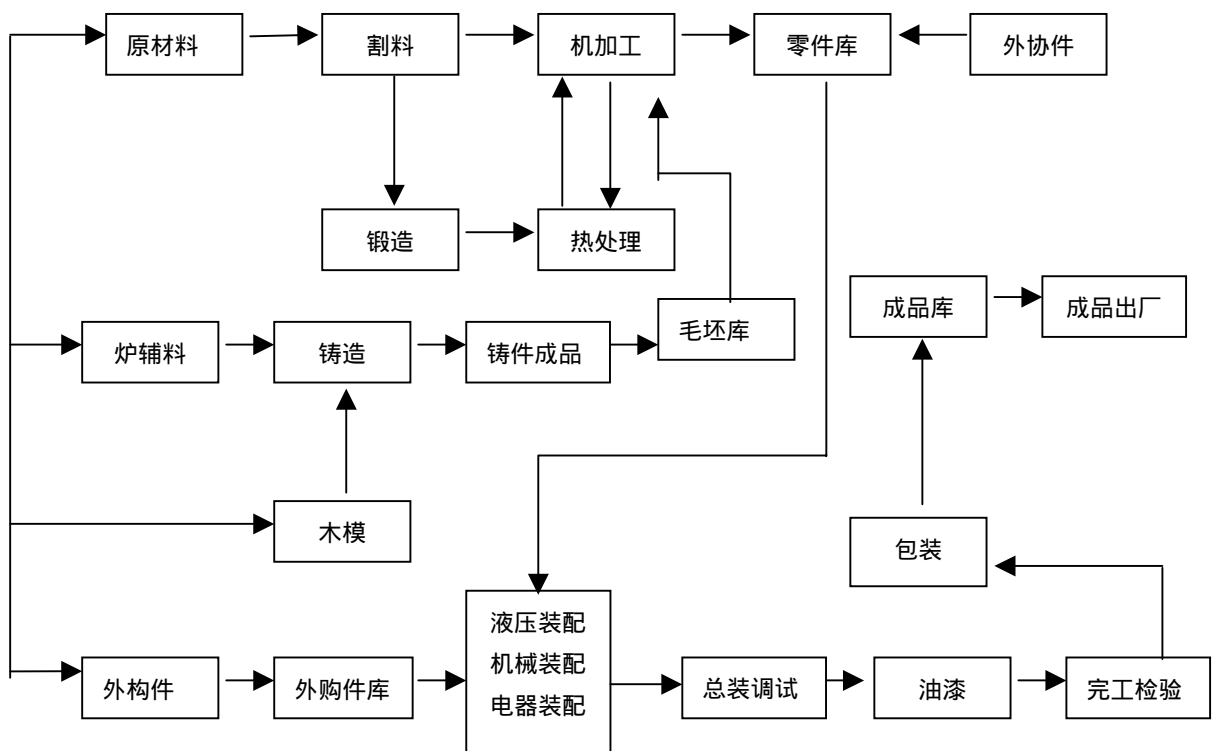 原材料
割料
机加工
零件库
外协件
锻造
热处理
成品库
成品出厂
炉辅料
铸造
铸件成品
毛坯库
木模
包装
外构件
外购件库
液压装配
机械装配
电器装配
总装调试
油漆
完工检验